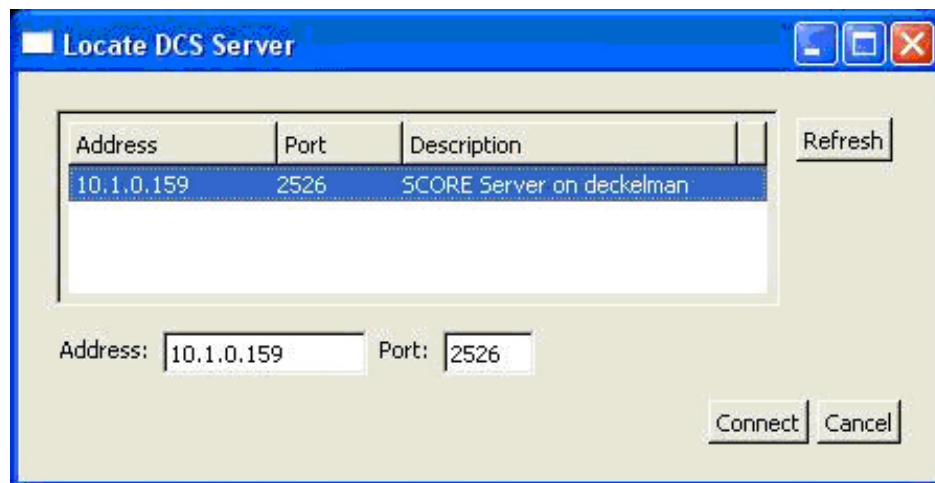 Locate DCS Server
Address Port Description
Refresh
10.1.0.159 2526 SCORE Server on deckelman
Address: 10.1.0.159 Port: 2526
Connect Cancel